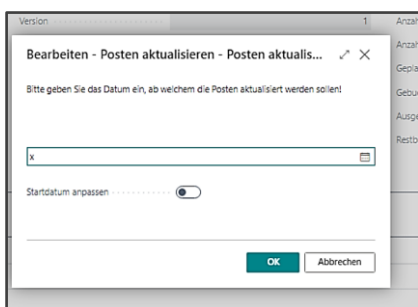 Version 1 Anzah
Bearbeiten - Posten aktualisieren - Posten aktualis...
Anzah
Gepla
Bitte geben Sie das Datum ein, ab welchem die Posten aktualisiert werden sollen!
Gebuc
Ausge
Restb
x
Startdatum anpassen
OK Abbrechen